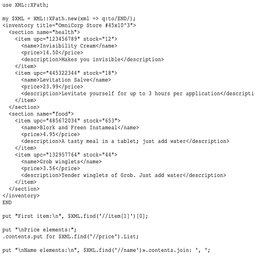 use XML::XPath;
my $XML = XML::XPath.new(xml => q:to/END/);
<inventory title="OmniCorp Store #45x10^3">
<section name="health">
<item upc="123456789" stock="12">
<name>Invisibility Cream</name>
<price>14.50</price>
<description>Makes you invisible</description>
</item>
<item upc="445322344" stock="18">
<name>Levitation Salve</name>
<price>23.99</price>
<description>Levitate yourself for up to 3 hours per application</descripti
</item>
</section>
<section name="food">
<item upc="485672034" stock="653">
<name>Blork and Freen Instameal</name>
<price>4.95</price>
<description>A tasty meal in a tablet; just add water</description>
</item>
<item upc="132957764" stock="44">
<name>Grob winglets</name>
<price>3.56</price>
<description>Tender winglets of Grob. Just add water</description>
</item>
</section>
</inventory>
END
put "First item:\n", $XML.find('//item[1]')[0];
put "\nPrice elements:";
.contents.put for $XML.find('//price').List;
put "\nName elements:\n", $XML.find('//name')».contents.join: ', ';